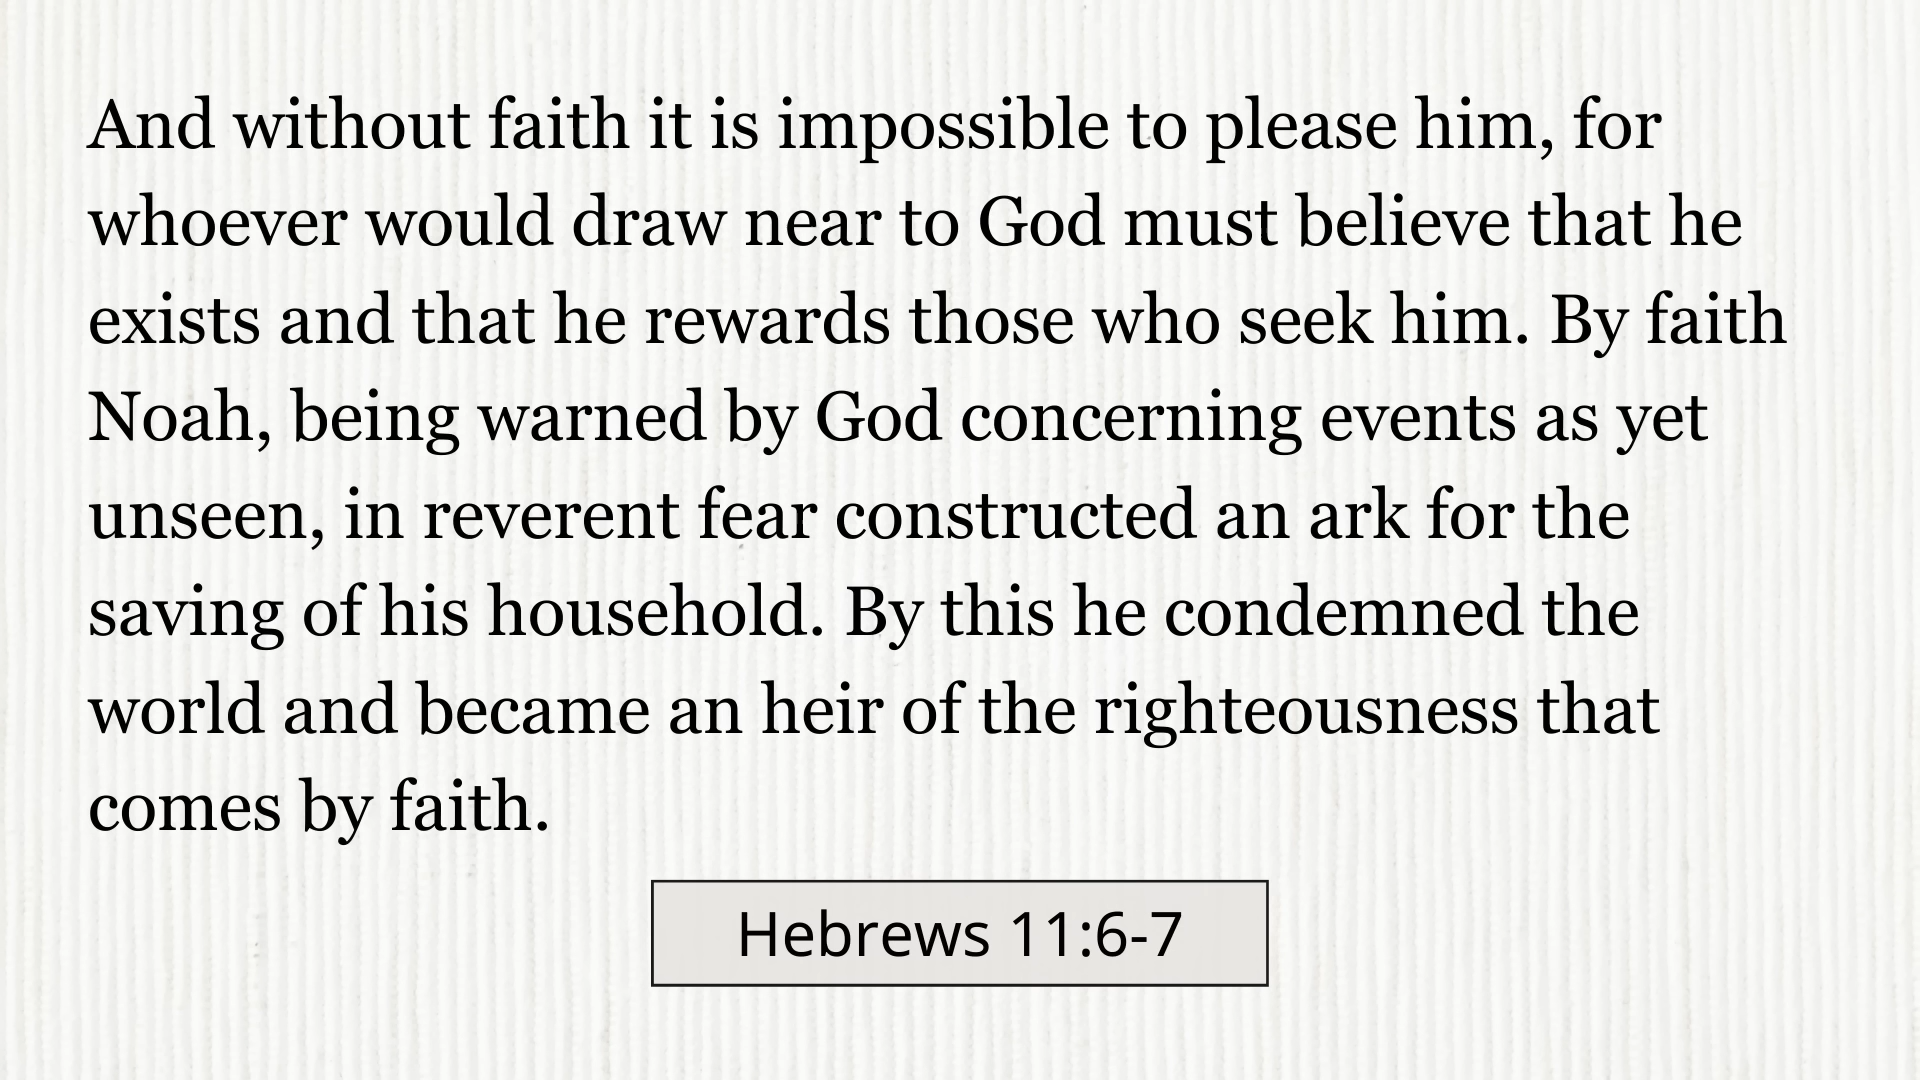 And without faith it is impossible to please him, for
whoever would draw near to God must believe that he
exists and that he rewards those who seek him. By faith
Noah, being warned by God concerning events as yet
unseen, in reverent fear constructed an ark for the
saving of his household. By this he condemned the
world and became an heir of the righteousness that
comes by faith.
Hebrews 11:6-7